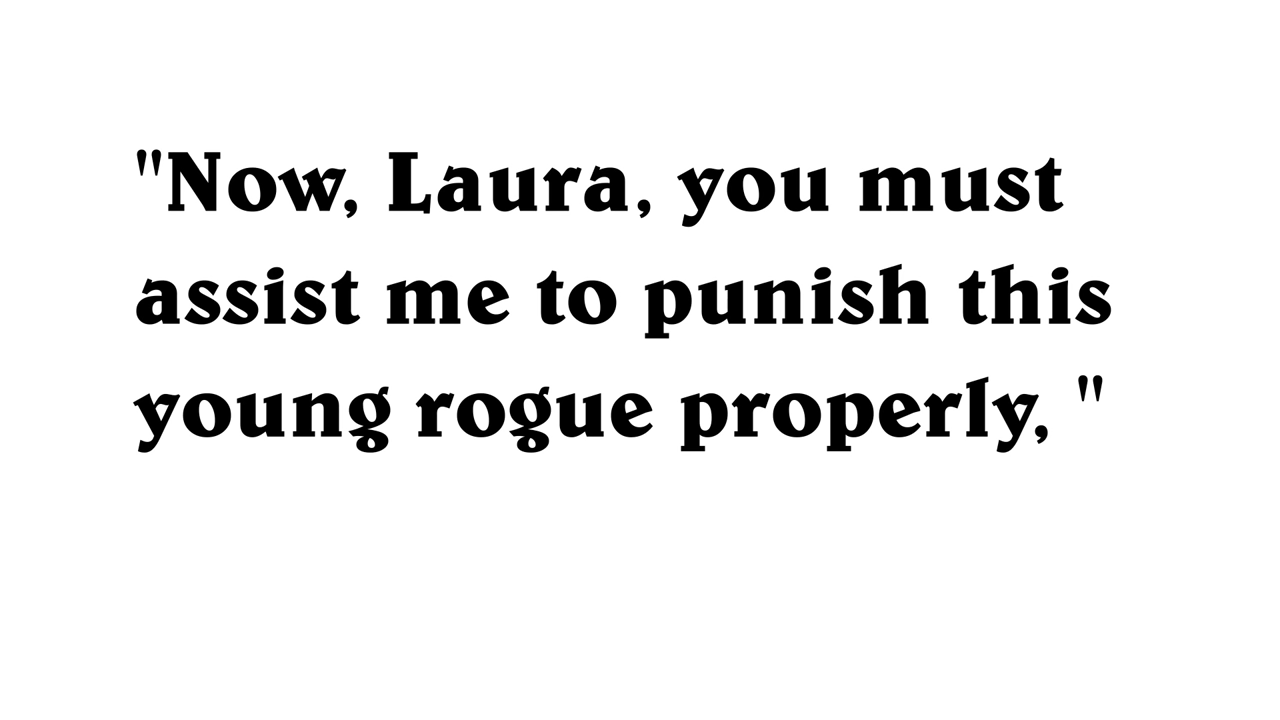 "Now, Laura, you must
assist me to punish this
young rogue properly, "